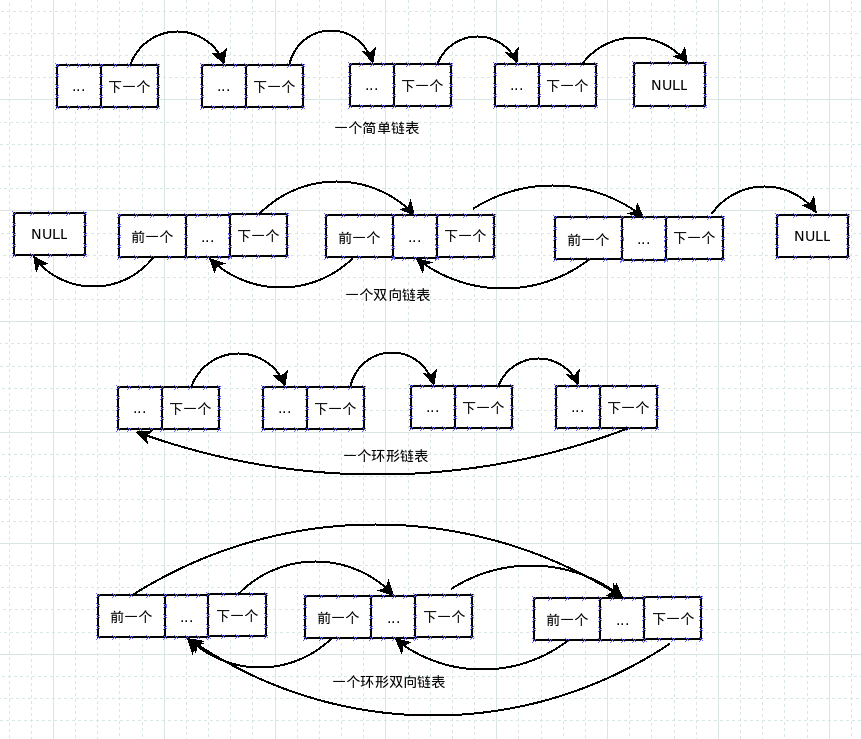 ... 下一个 ... 下一个 ... 下一个 ... 下一个 NULL
一个简单链表
NULL 前一个 ... 下一个 前一个 ... 下一个 前一个 ... 下一个 NULL
一个双向链表
... 下一个 ... 下一个 ... 下一个 ... 下一个
一个环形链表
前一个 ... 下一个 前一个 ... 下一个 前一个 ... 下一个
一个环形双向链表